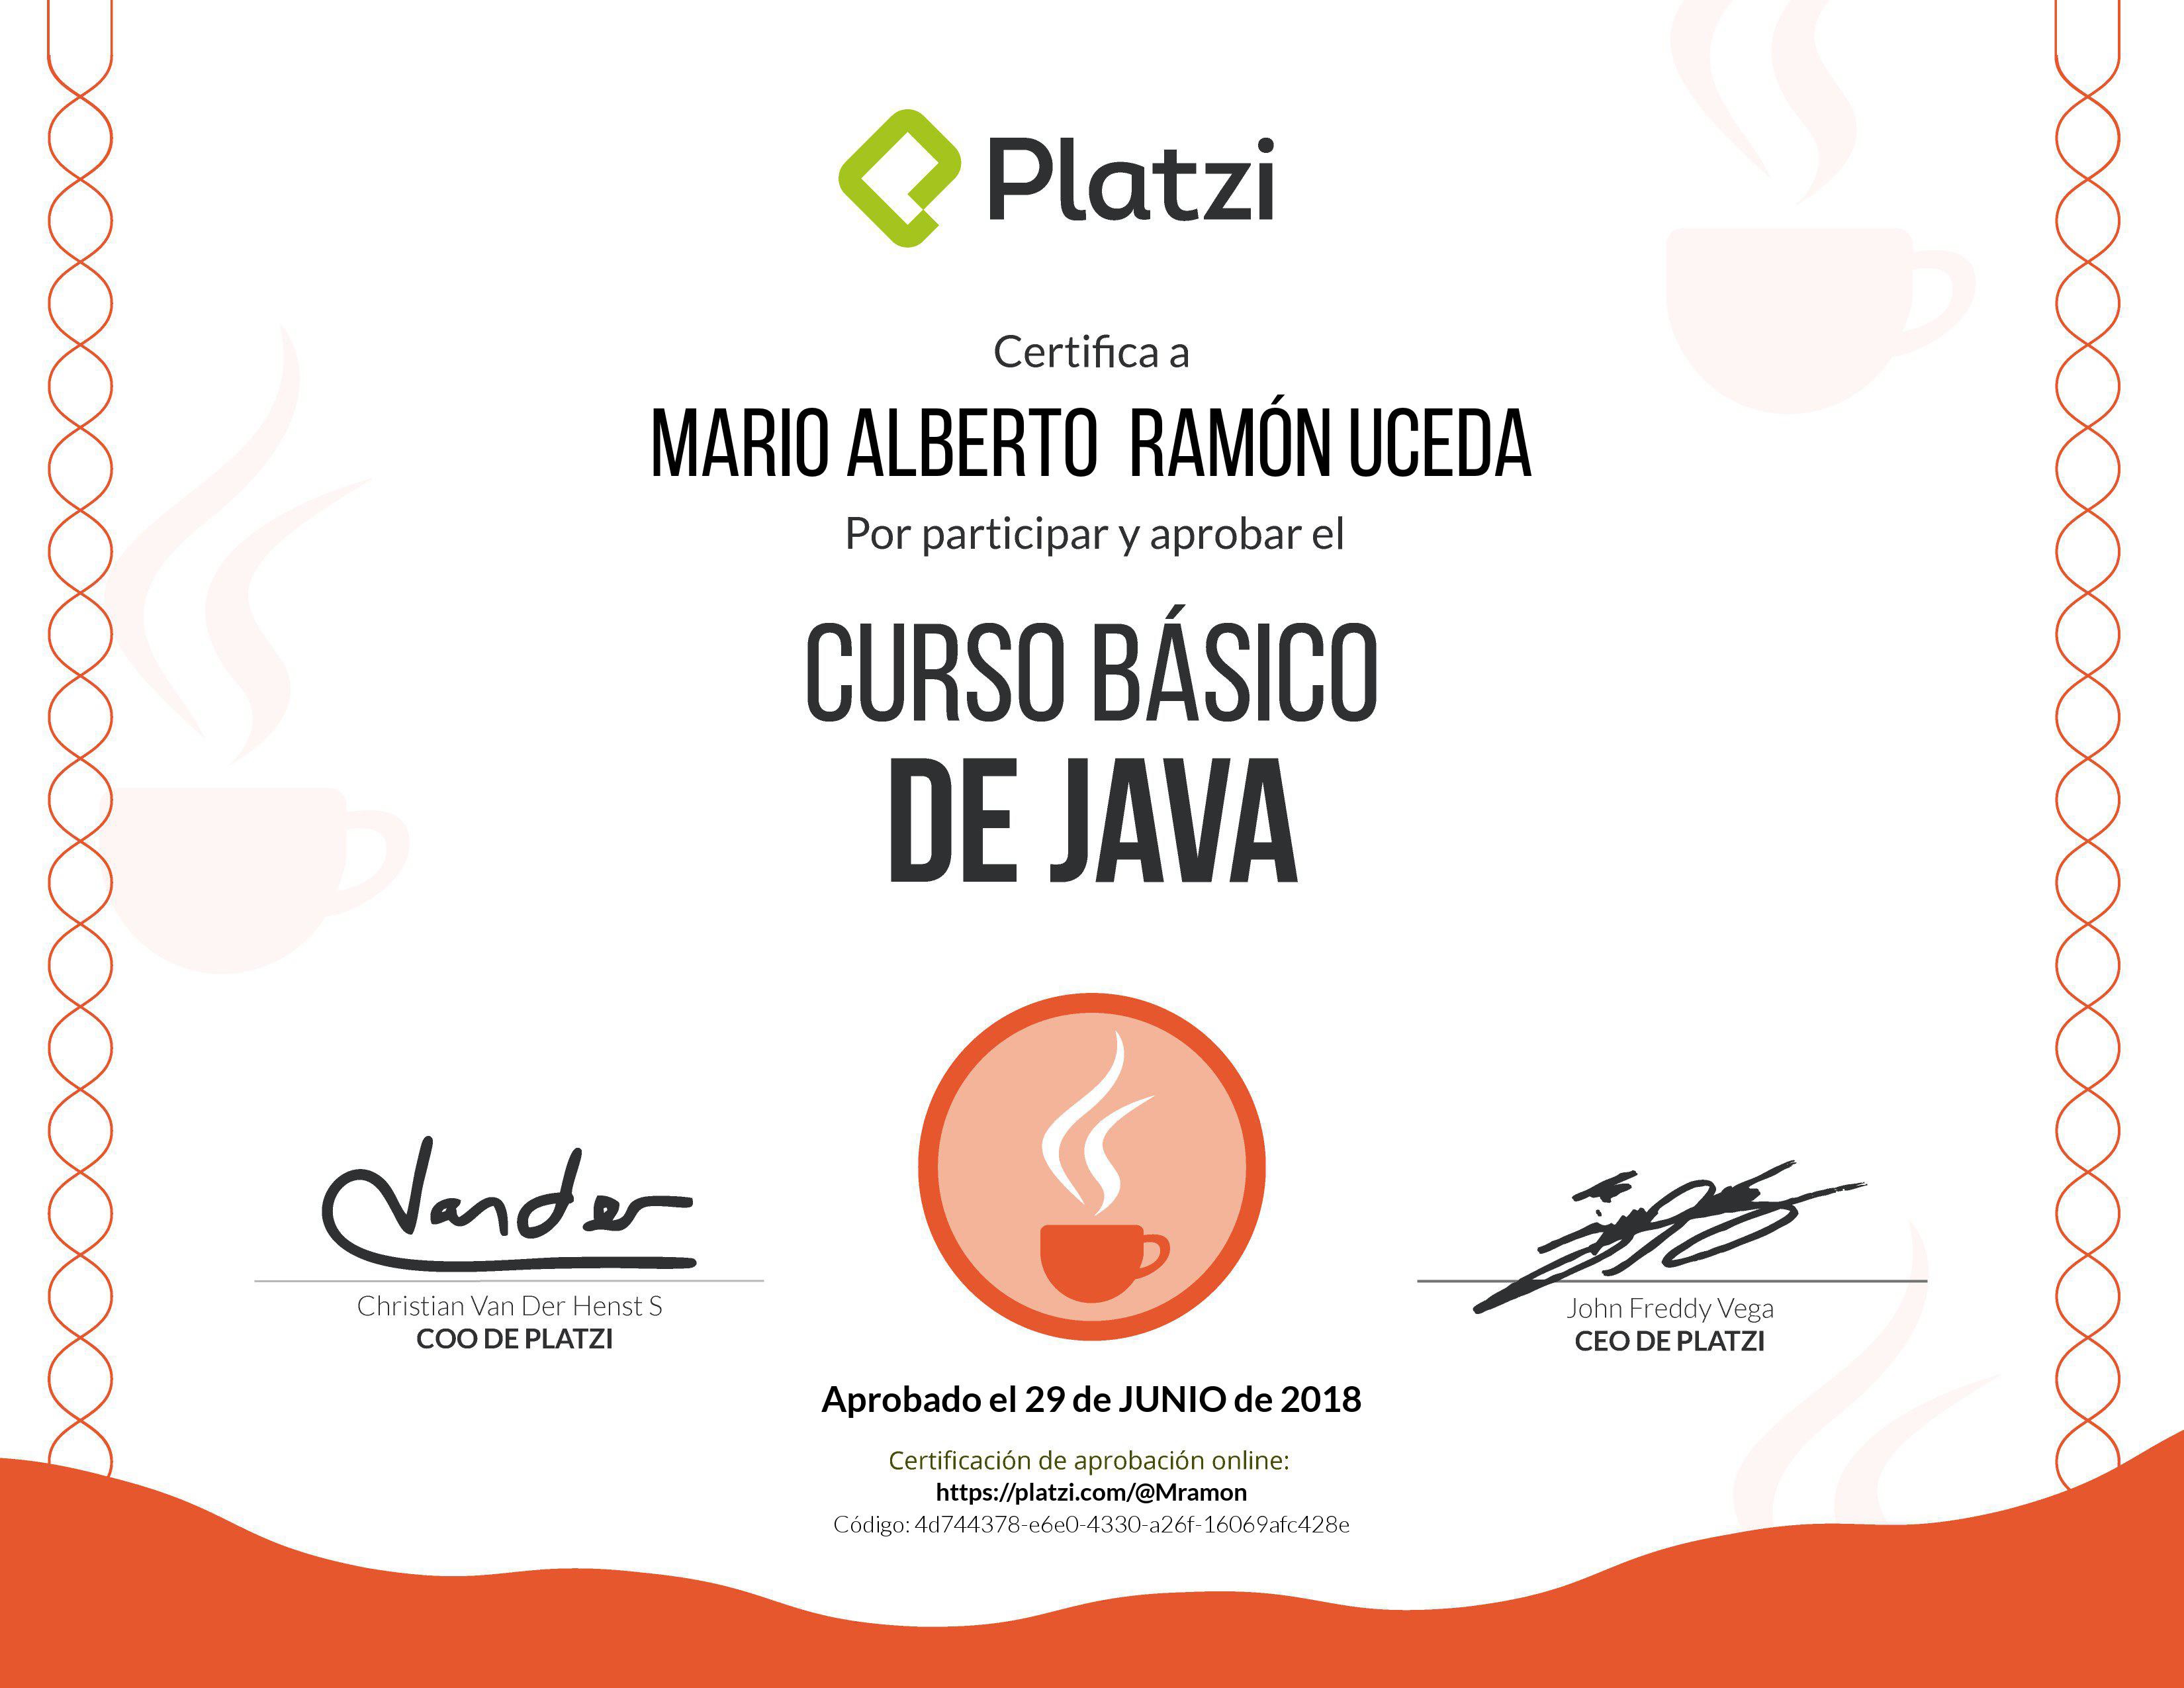 Platzi
Certifica a
MARIO ALBERTO RAMÓN UCEDA
Por participar y aprobar el
CURSO BÁSICO
DE JAVA
Vander
Christian Van Der Henst S
COO DE PLATZI
John Freddy Vega
CEO DE PLATZI
Aprobado el 29 de JUNIO de 2018
Certificación de aprobación online:
https://platzi.com/@Mramon
Código: 4d744378-e6e0-4330-a26f-16069afc428e